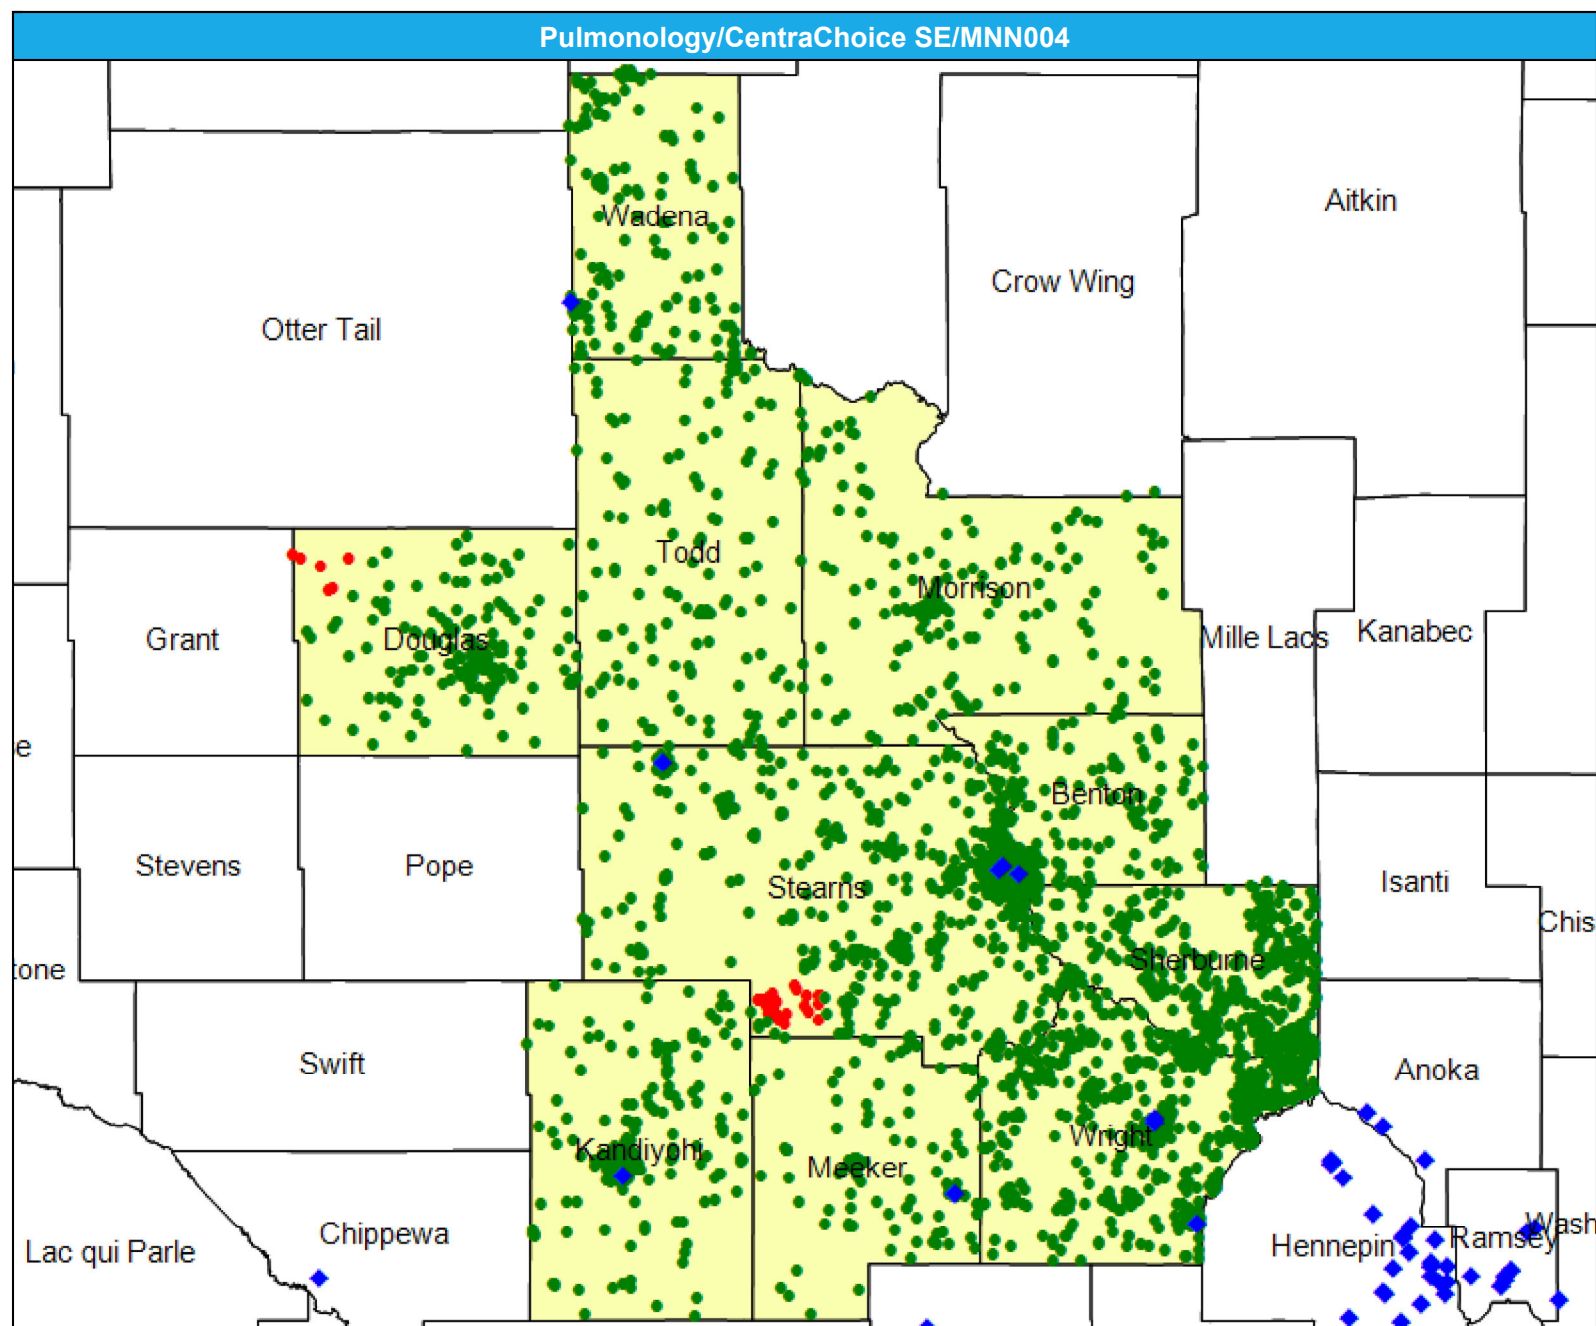 Pulmonology/CentraChoice SE/MNN004
Aitkin
Wadena
Crow Wing
Otter Tail
Todd
Morrison
Grant
Douglas
Mille Lacs
Kanabec
e
Benton
Stevens
Pope
Stearns
Isanti
Chis
tone
Sherburne
Swift
Anoka
Kandiyohi
Wright
Meeker
Lac qui Parle
Chippewa
Hennepin
Ramsey
Wash